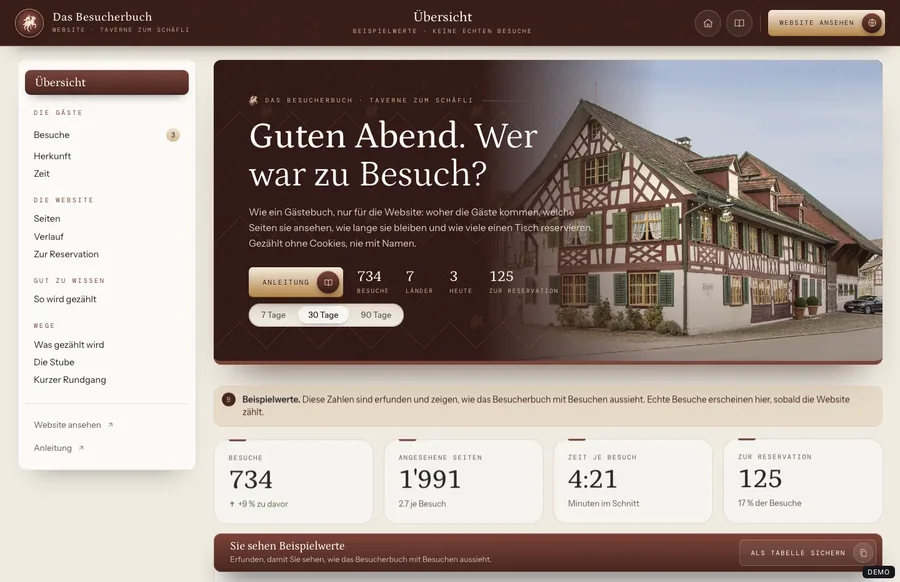 Das Besucherbuch
WEBSITE · TAVERNE ZUM SCHÄFLI
Übersicht
BEISPIELWERTE · KEINE ECHTEN BESUCHE
WEBSITE ANSEHEN
Übersicht
DIE GÄSTE
Besuche
3
Herkunft
Zeit
DIE WEBSITE
Seiten
Verlauf
Zur Reservation
GUT ZU WISSEN
So wird gezählt
WEGE
Was gezählt wird
Die Stube
Kurzer Rundgang
Website ansehen
Anleitung
DAS BESUCHERBUCH · TAVERNE ZUM SCHÄFLI
Guten Abend. Wer
war zu Besuch?
Wie ein Gästebuch, nur für die Website: woher die Gäste kommen, welche
Seiten sie ansehen, wie lange sie bleiben und wie viele einen Tisch reservieren.
Gezählt ohne Cookies, nie mit Namen.
ANLEITUNG
734
BESUCHE
7
LÄNDER
3
HEUTE
125
ZUR RESERVATION
7 Tage
30 Tage
90 Tage
B
Beispielwerte. Diese Zahlen sind erfunden und zeigen, wie das Besucherbuch mit Besuchen aussieht. Echte Besuche erscheinen hier, sobald die Website
zählt.
BESUCHE
734
↑ +9 % zu davor
ANGESEHENE SEITEN
1'991
2.7 je Besuch
ZEIT JE BESUCH
4:21
Minuten im Schnitt
ZUR RESERVATION
125
17 % der Besuche
Sie sehen Beispielwerte
Erfunden, damit Sie sehen, wie das Besucherbuch mit Besuchen aussieht.
ALS TABELLE SICHERN
DEMO